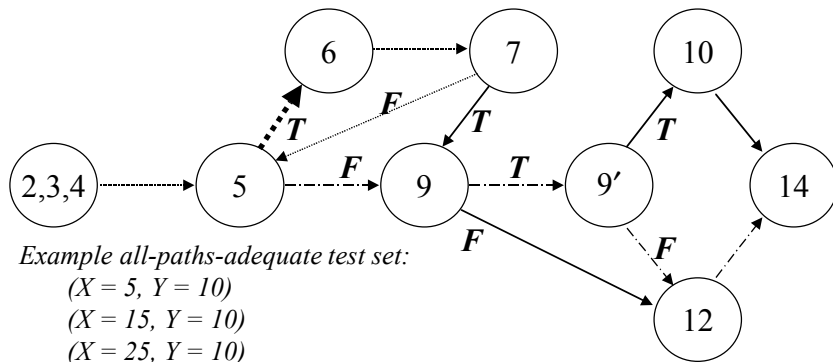 6
7
10
F
T
T
T
2,3,4
5
F
9
T
9′
14
F
F
12
Example all-paths-adequate test set:
(X = 5, Y = 10)
(X = 15, Y = 10)
(X = 25, Y = 10)